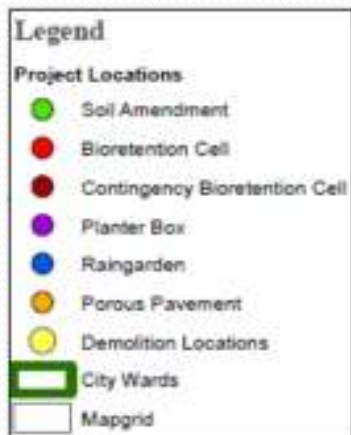 Legend
Project Locations
Soil Amendment
Bioretention Cell
Contingency Bioretention Cell
Planter Box
Raingarden
Porous Pavement
Demolition Locations
City Wards
Mapgrid